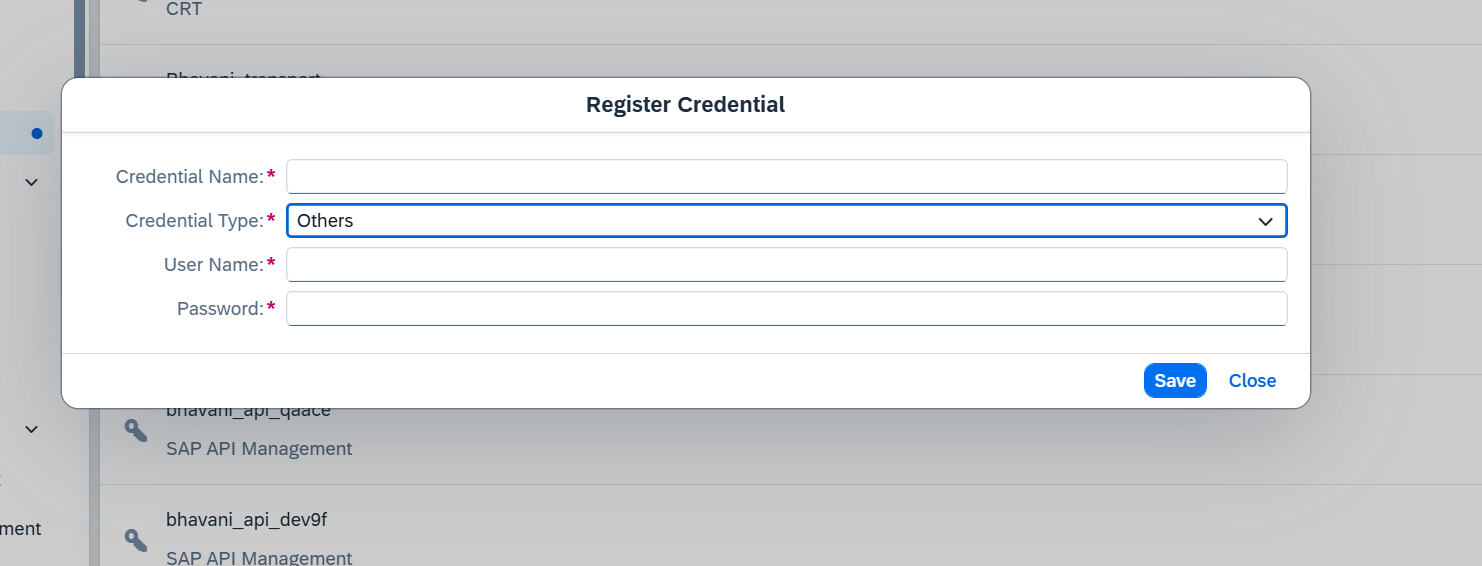 CRT
Bhavani_transport
Register Credential
Credential Name:*
Credential Type:* Others
User Name:*
Password:*
Save Close
bhavani_api_qaace
SAP API Management
bhavani_api_dev9f
ment
SAP API Management